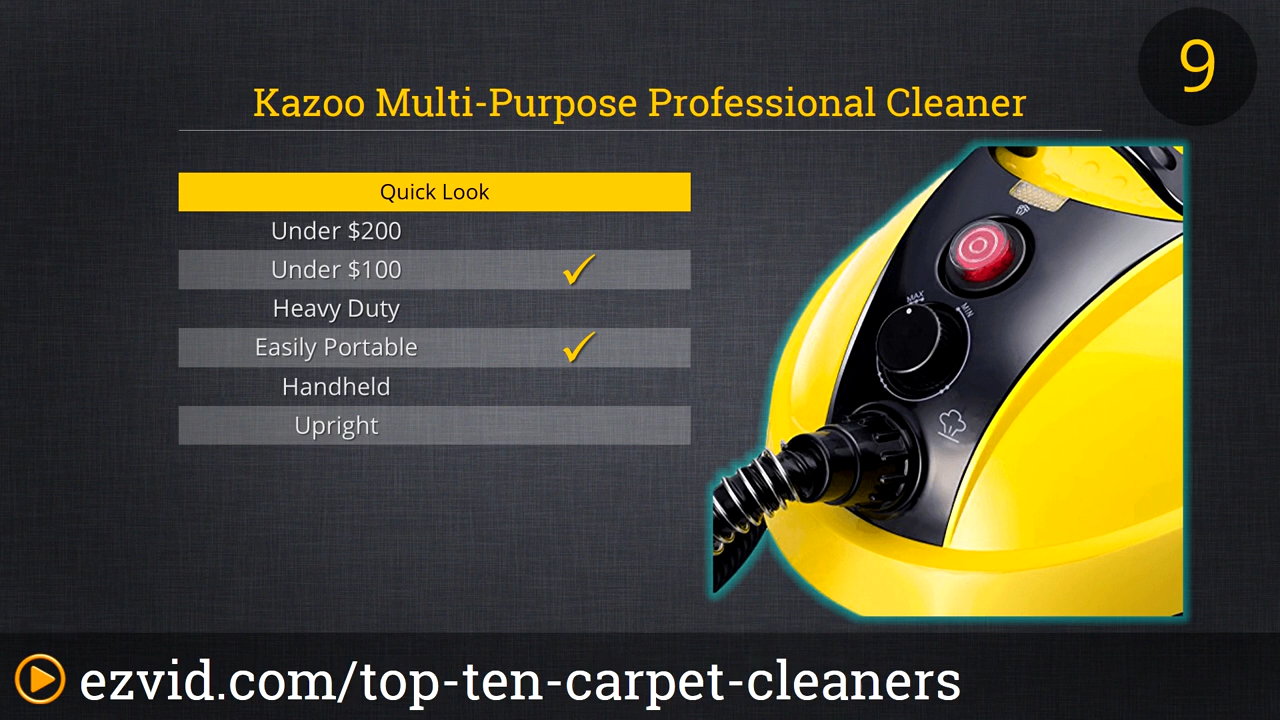 9
Kazoo Multi-Purpose Professional Cleaner
Quick Look
Under $200
Under $100
Heavy Duty
Easily Portable
Handheld
Upright
MAX
MIN
ezvid.com/top-ten-carpet-cleaners